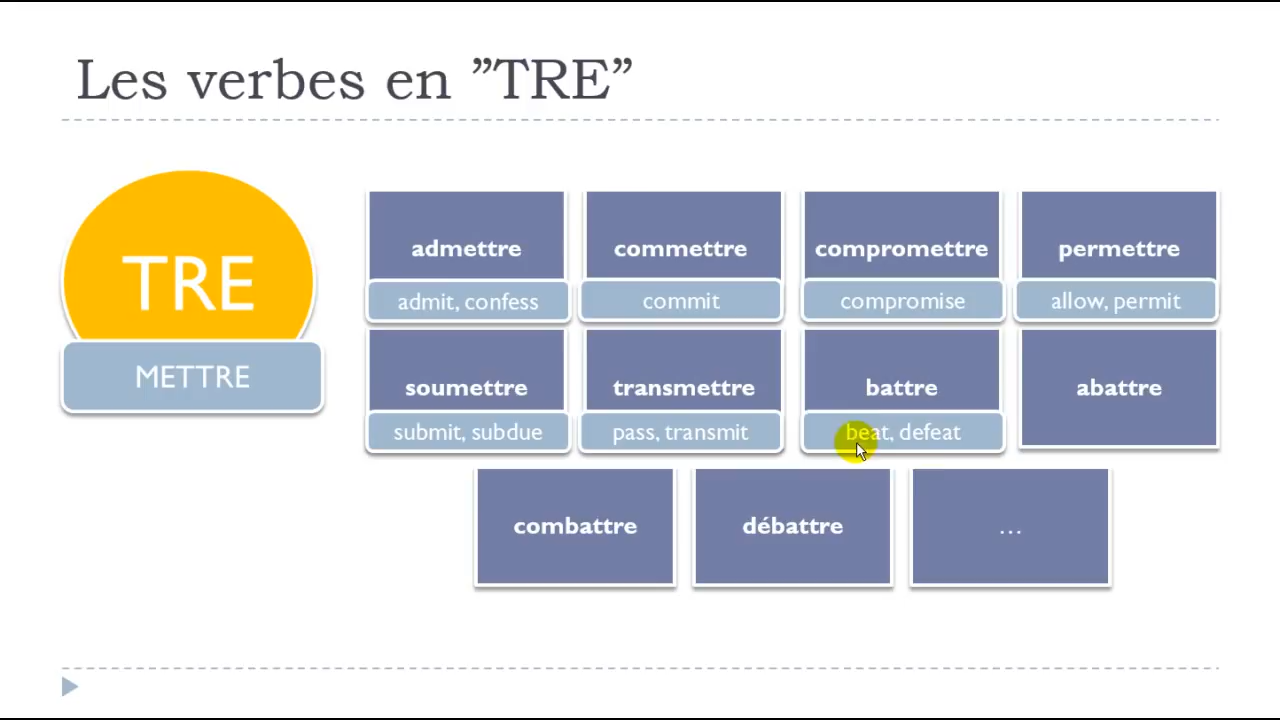 Les verbes en ”TRE”
TRE
METTRE
admettre
admit, confess
commettre
commit
compromettre
compromise
permettre
allow, permit
soumettre
submit, subdue
transmettre
pass, transmit
battre
beat, defeat
abattre
combattre
débattre
...